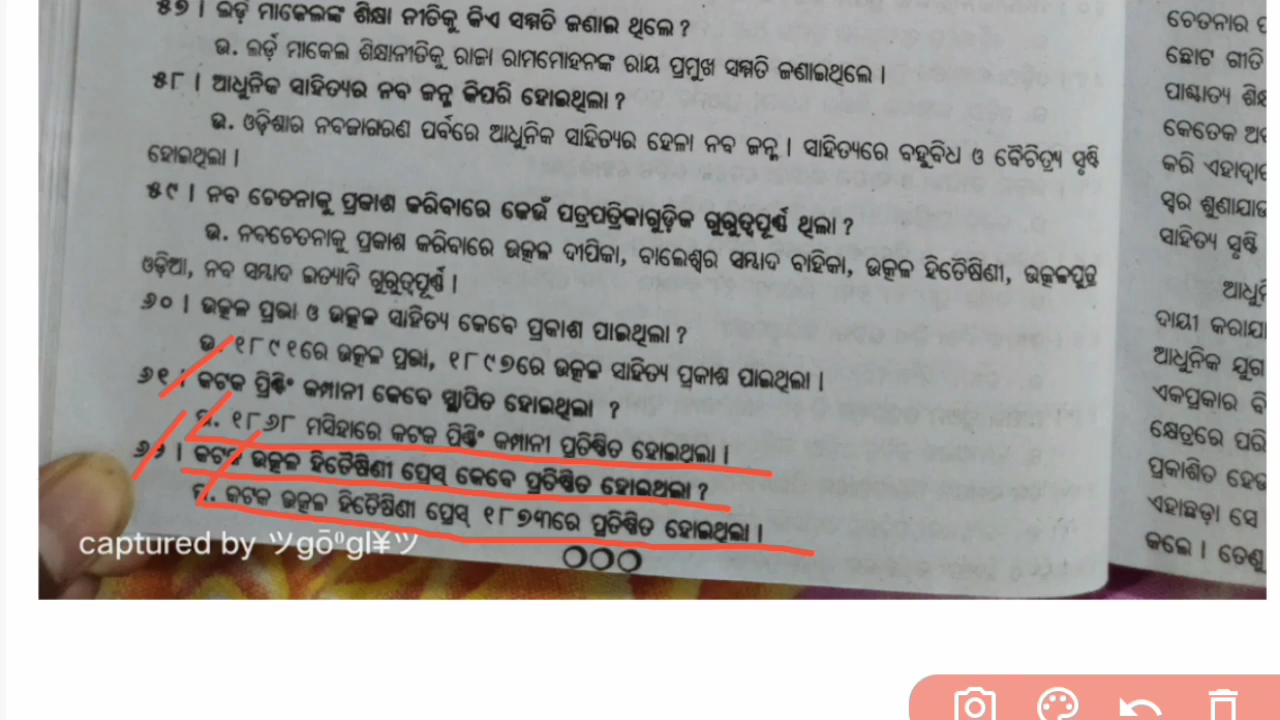 ୫୭ । ଲର୍ଡ଼ ମାକେଲଙ୍କ ଶିକ୍ଷା ନୀତିକୁ କିଏ ସମ୍ମତି ଜଣାଇ ଥିଲେ ?
ଉ. ଲର୍ଡ଼ ମାକେଲ ଶିକ୍ଷାନୀତିକୁ ରାଜା ରାମମୋହନଙ୍କ ରାୟ ପ୍ରମୁଖ ସମ୍ମତି ଜଣାଇଥିଲେ ।
୫୮ । ଆଧୁନିକ ସାହିତ୍ୟର ନବ ଜନ୍ମ କିପରି ହୋଇଥିଲା ?
ଉ. ଓଡ଼ିଶାର ନବଜାଗରଣ ପର୍ବରେ ଆଧୁନିକ ସାହିତ୍ୟର ହେଲା ନବ ଜନ୍ମ । ସାହିତ୍ୟରେ ବହୁବିଧ ଓ ବୈଚିତ୍ର୍ୟ ସୃଷ୍ଟି
ହୋଇଥିଲା ।
୫୯ । ନବ ଚେତନାକୁ ପ୍ରକାଶ କରିବାରେ କେଉଁ ପତ୍ରପତ୍ରିକାଗୁଡ଼ିକ ଗୁରୁତ୍ୱପୂର୍ଣ୍ଣ ଥିଲା ?
ଉ. ନବଚେତନାକୁ ପ୍ରକାଶ କରିବାରେ ଉତ୍କଳ ଦୀପିକା, ବାଲେଶ୍ୱର ସମ୍ବାଦ ବାହିକା, ଉତ୍କଳ ହିତୈଷିଣୀ, ଉତ୍କଳପୁତ୍ର
ଓଡ଼ିଆ, ନବ ସମ୍ବାଦ ଇତ୍ୟାଦି ଗୁରୁତ୍ୱପୂର୍ଣ୍ଣ ।
୬୦ । ଉତ୍କଳ ପ୍ରଭା ଓ ଉତ୍କଳ ସାହିତ୍ୟ କେବେ ପ୍ରକାଶ ପାଇଥିଲା ?
ଉ. ୧୮୯୧ରେ ଉତ୍କଳ ପ୍ରଭା, ୧୮୯୭ରେ ଉତ୍କଳ ସାହିତ୍ୟ ପ୍ରକାଶ ପାଇଥିଲା ।
୬୧ । କଟକ ପ୍ରିଣ୍ଟିଂ କମ୍ପାନୀ କେବେ ସ୍ଥାପିତ ହୋଇଥିଲା ?
ଉ. ୧୮୬୮ ମସିହାରେ କଟକ ପିଣ୍ଟିଂ କମ୍ପାନୀ ପ୍ରତିଷ୍ଠିତ ହୋଇଥିଲା ।
୬୨ । କଟକ ଉତ୍କଳ ହିତୈଷିଣୀ ପ୍ରେସ୍ କେବେ ପ୍ରତିଷ୍ଠିତ ହୋଇଥିଲା ?
ଉ. କଟକ ଉତ୍କଳ ହିତୈଷିଣୀ ପ୍ରେସ୍ ୧୮୭୩ରେ ପ୍ରତିଷ୍ଠିତ ହୋଇଥିଲା ।
captured by ツgō⁰gl¥ツ
ଚେତନାର
ଛୋଟ ଗୀତି
ପାଶ୍ଚାତ୍ୟ
କେତେକ
କରି
ସ୍ୱର
ସାହିତ୍ୟ ସୃଷ୍ଟି
ଦାୟୀ
ଆଧୁନିକ ଯୁଗ
ଏକପ୍ରକାର
କ୍ଷେତ୍ରରେ
ପ୍ରକାଶିତ
ଏହାଛଡ଼ା ସେ
କଲେ ।